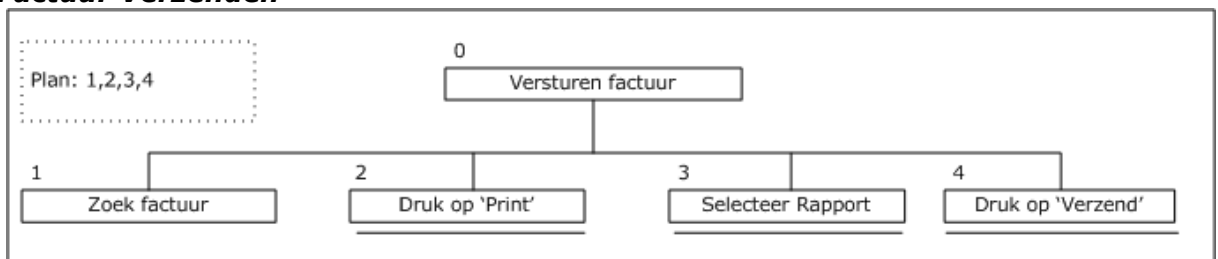 Factuur Verzenden
Plan: 1,2,3,4
0
Versturen factuur
1
Zoek factuur
2
Druk op ‘Print’
3
Selecteer Rapport
4
Druk op ‘Verzend’